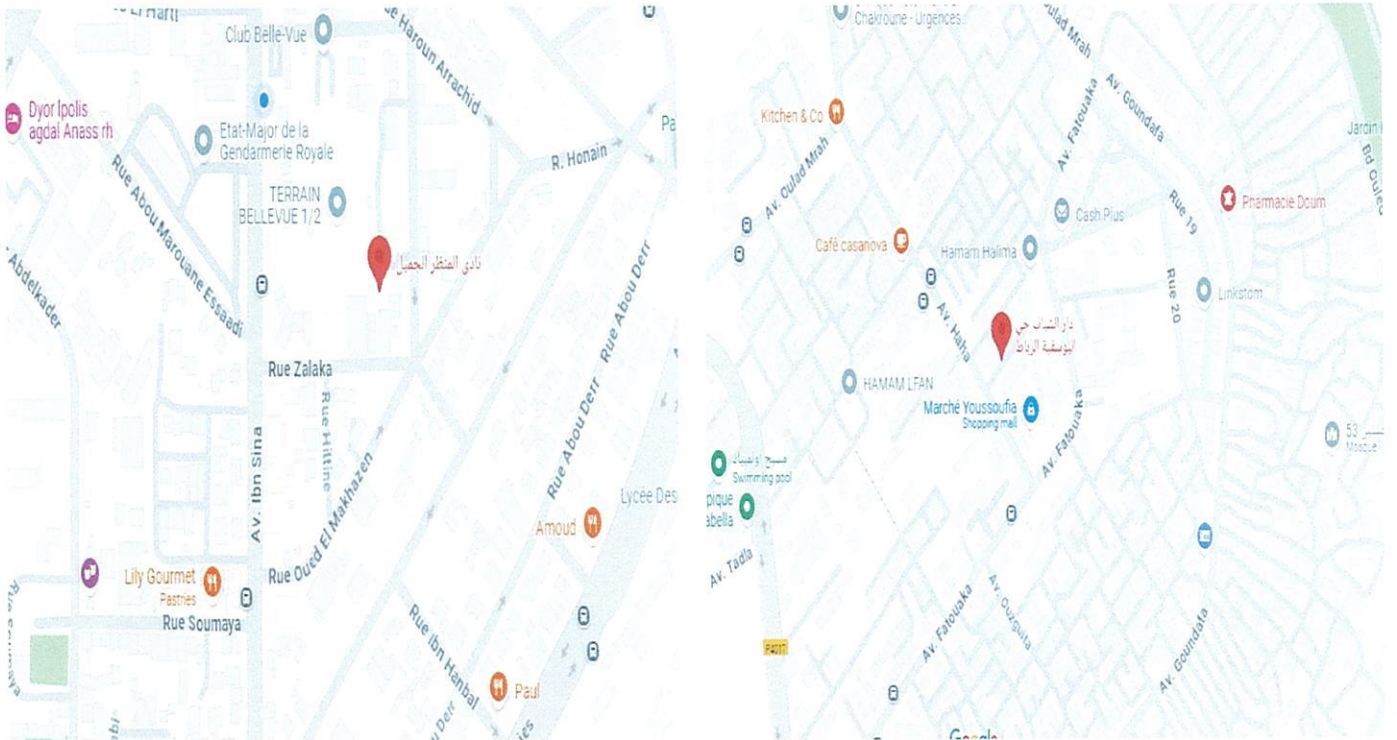 Club Belle-Vue
Haroun Arrachid
Dyor Ipolis
agdal Anass rh
Etat-Major de la
Gendarmerie Royale
R. Honain
TERRAIN
BELLEVUE 1/2
Rue Abou Marouane Essaadi
Abdelkader
نادي المنظر الجميل
Rue Abou Derr
Rue Zalaka
Rue Hittine
Rue Abou Derr
Av. Ibn Sina
Rue Oued El Makhazen
Lycée Des
Amoud
Lily Gourmet
Pastries
Rue Soumaya
Rue Ibn Hanbal
Paul
Derr
Chakroune - Urgences
Oulad Mrah
Av. Goundafa
Kitchen & Co
Av. Fatouaka
Av. Oulad Mrah
Jardin
Pharmacie Doum
Rue 19
Cash Plus
Café casanova
Hamam Halima
Rue 20
Linkstom
Av. Haha
دار الشباب حي
اليوسفية الرباط
HAMAM LFAN
Marché Youssoufia
Shopping mall
Av. Fatouaka
53
Mosque
Swimming pool
Av. Tadla
Av. Fatouaka
Av. Ouzguita
Av. Goundafa
Google